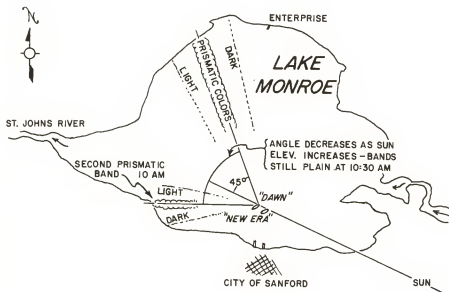 N
ENTERPRISE
LAKE
MONROE
DARK
PRISMATIC COLORS
LIGHT
ST. JOHNS RIVER
ANGLE DECREASES AS SUN
ELEV. INCREASES – BANDS
STILL PLAIN AT 10:30 AM
SECOND PRISMATIC
BAND 10 AM
45°
LIGHT
"DAWN"
DARK
"NEW ERA"
CITY OF SANFORD
SUN